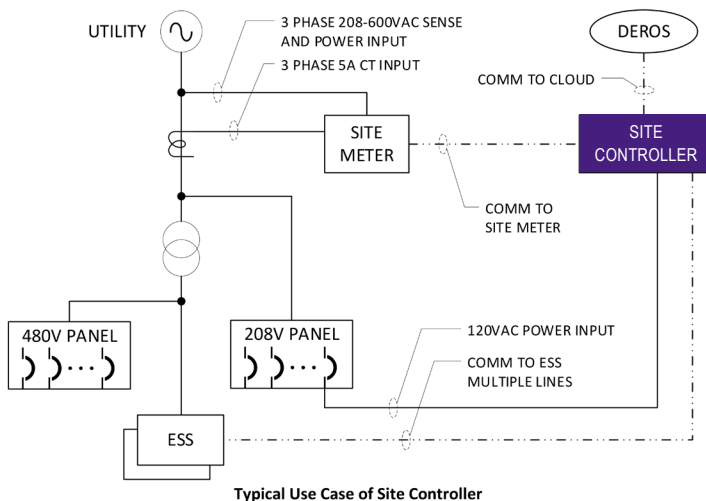 UTILITY
3 PHASE 208-600VAC SENSE
AND POWER INPUT
3 PHASE 5A CT INPUT
DEROS
COMM TO CLOUD
SITE
METER
SITE
CONTROLLER
COMM TO
SITE METER
480V PANEL
208V PANEL
120VAC POWER INPUT
COMM TO ESS
MULTIPLE LINES
ESS
Typical Use Case of Site Controller